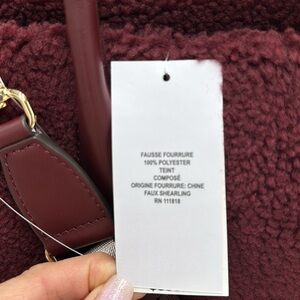 FAUSSE FOURRURE
100% POLYESTER
TEINT
COMPOSÉ
ORIGINE FOURRURE: CHINE
FAUX SHEARLING
RN 111818